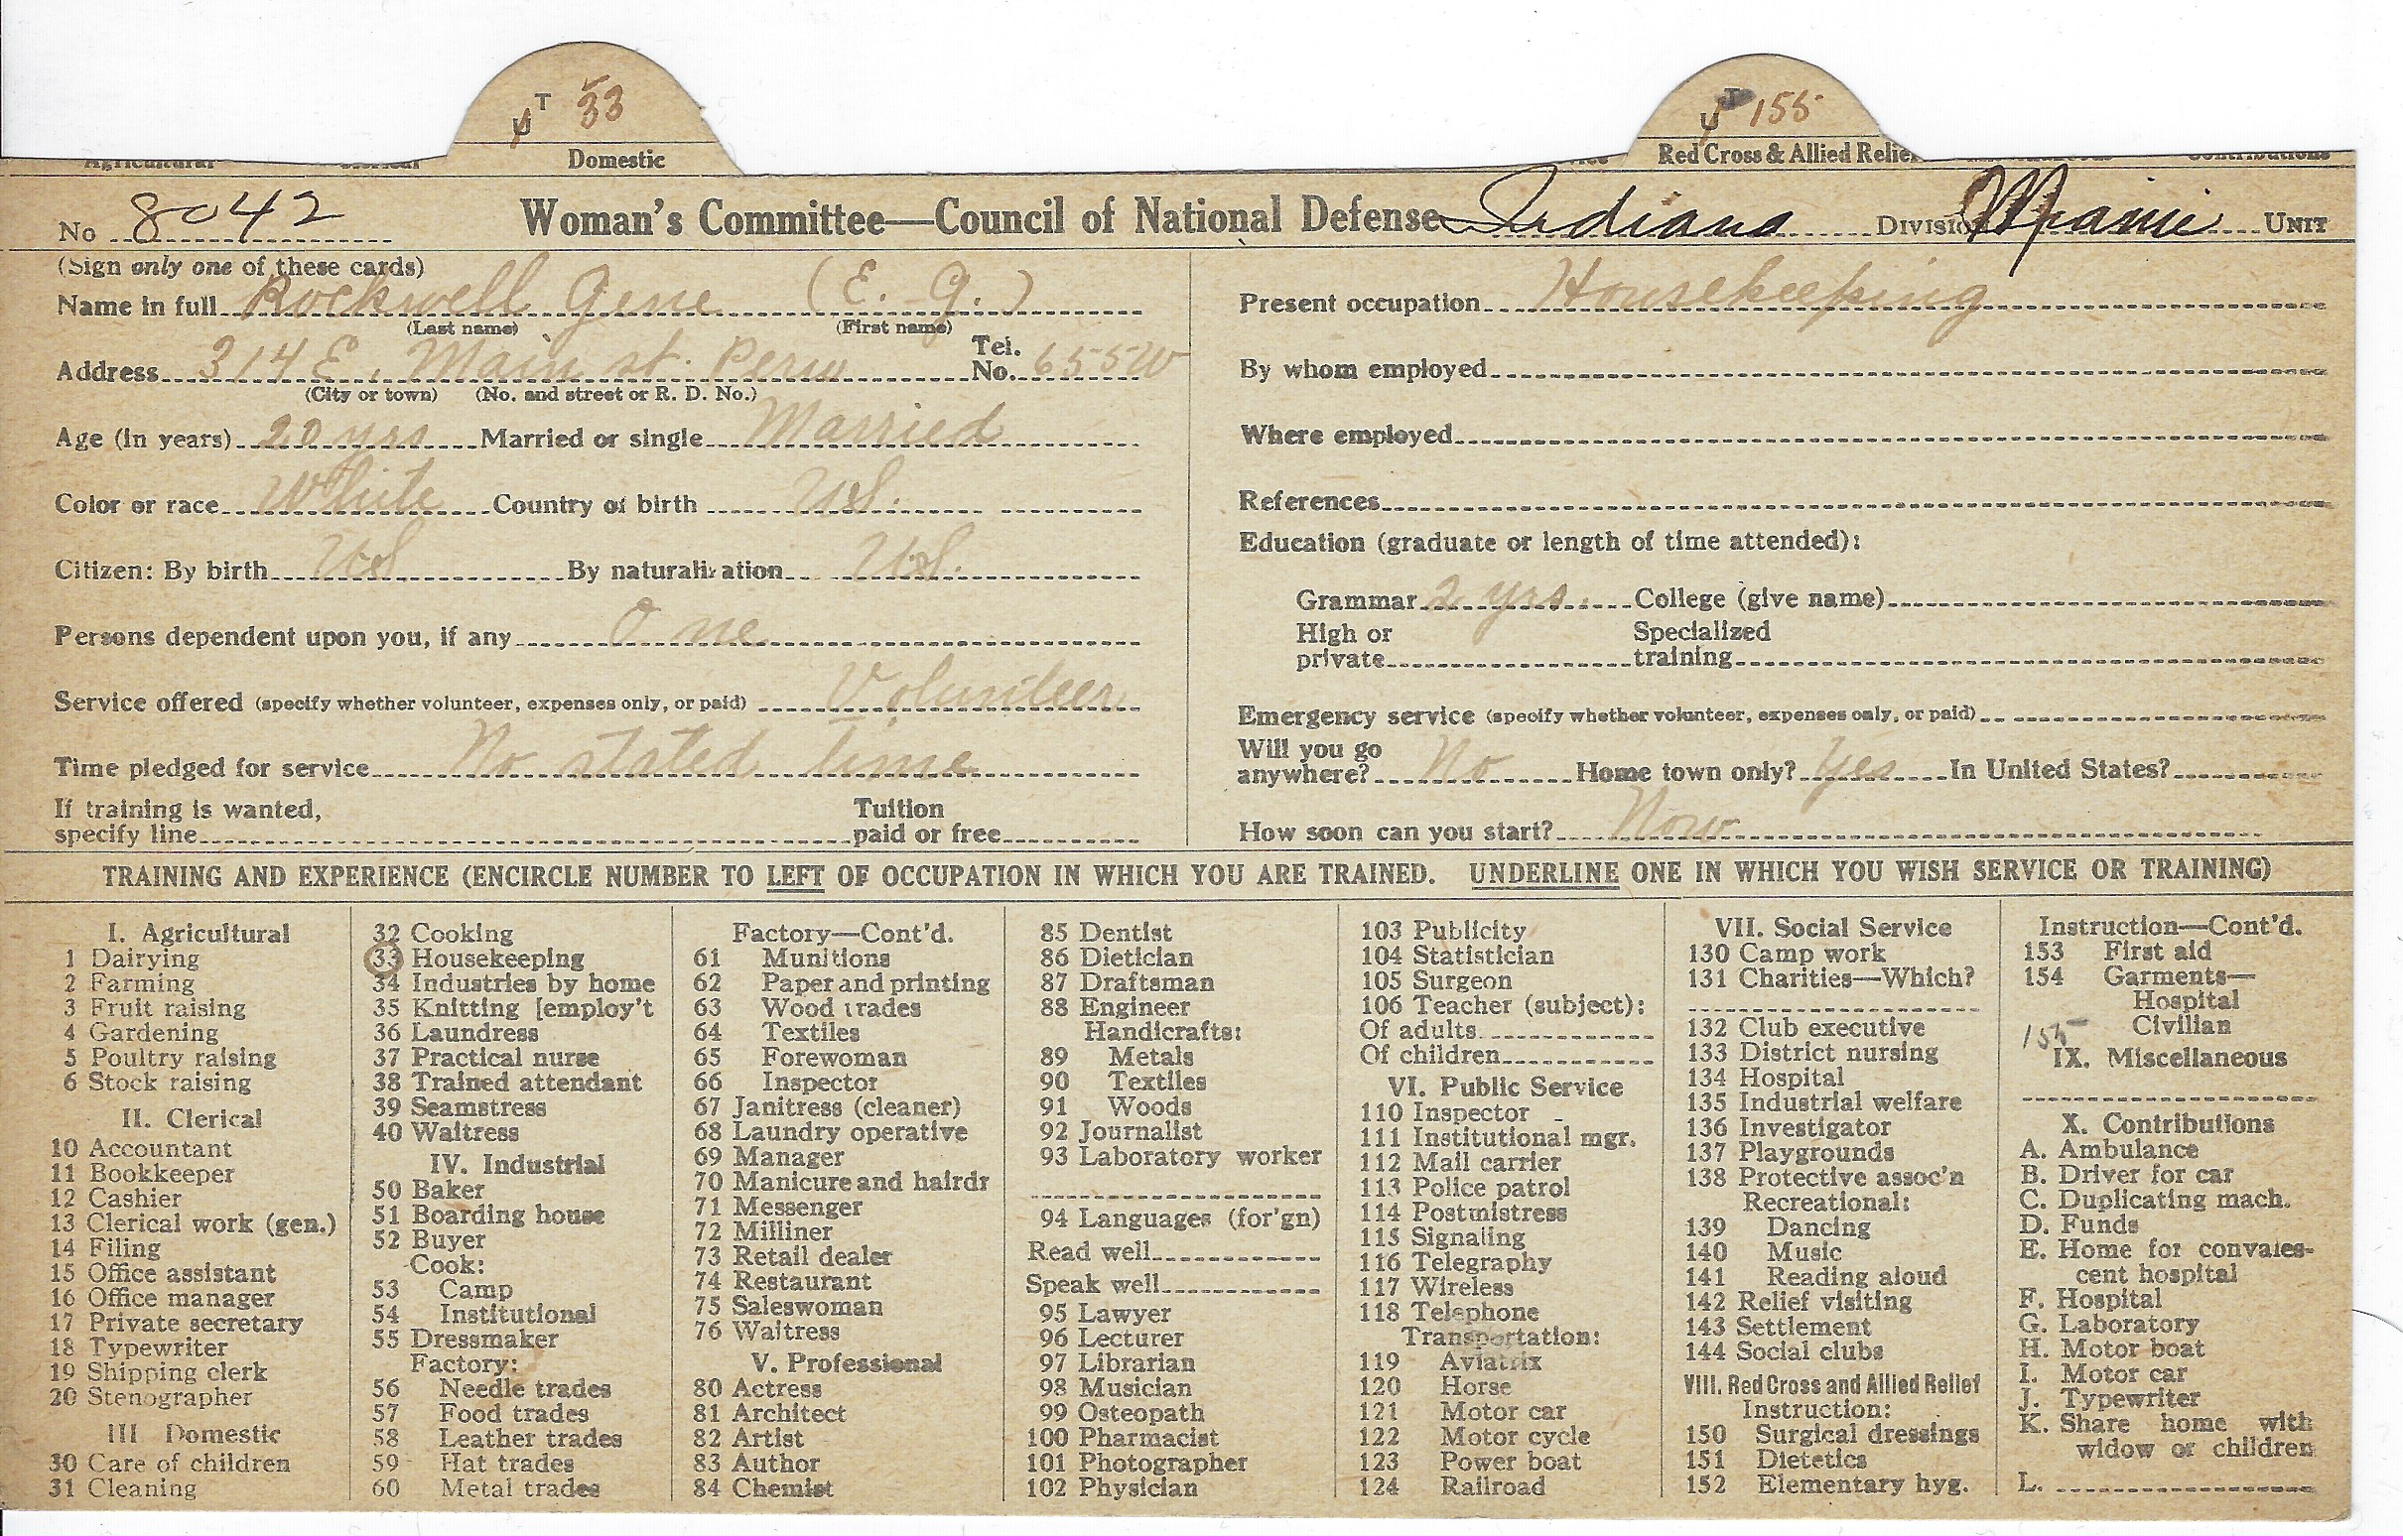 T 33
U
155
U
Domestic
Red Cross & Allied Relief
No 8042 Woman's Committee—Council of National Defense Indiana Division Miami Unit
(Sign only one of these cards)
Name in full Rockwell Gene (E. G.)
(Last name) (First name)
Address 314 E. Main st. Peru Tel. No. 655W
(City or town) (No. and street or R. D. No.)
Age (in years) 20 yrs Married or single Married
Color or race White Country of birth U.S.
Citizen: By birth US By naturalization U.S.
Persons dependent upon you, if any One
Service offered (specify whether volunteer, expenses only, or paid) Volunteer
Time pledged for service No stated time
If training is wanted,
specify line Tuition paid or free
Present occupation Housekeeping
By whom employed
Where employed
References
Education (graduate or length of time attended):
Grammar 2 yrs. College (give name)
High or private Specialized training
Emergency service (specify whether volunteer, expenses only, or paid)
Will you go anywhere? No Home town only? Yes In United States?
How soon can you start? Now
TRAINING AND EXPERIENCE (ENCIRCLE NUMBER TO LEFT OF OCCUPATION IN WHICH YOU ARE TRAINED. UNDERLINE ONE IN WHICH YOU WISH SERVICE OR TRAINING)
I. Agricultural
1 Dairying
2 Farming
3 Fruit raising
4 Gardening
5 Poultry raising
6 Stock raising
II. Clerical
10 Accountant
11 Bookkeeper
12 Cashier
13 Clerical work (gen.)
14 Filing
15 Office assistant
16 Office manager
17 Private secretary
18 Typewriter
19 Shipping clerk
20 Stenographer
III Domestic
30 Care of children
31 Cleaning
32 Cooking
33 Housekeeping
34 Industries by home
35 Knitting [employ't
36 Laundress
37 Practical nurse
38 Trained attendant
39 Seamstress
40 Waitress
IV. Industrial
50 Baker
51 Boarding house
52 Buyer
Cook:
53 Camp
54 Institutional
55 Dressmaker
Factory:
56 Needle trades
57 Food trades
58 Leather trades
59 Hat trades
60 Metal trades
Factory—Cont'd.
61 Munitions
62 Paper and printing
63 Wood trades
64 Textiles
65 Forewoman
66 Inspector
67 Janitress (cleaner)
68 Laundry operative
69 Manager
70 Manicure and hairdr
71 Messenger
72 Milliner
73 Retail dealer
74 Restaurant
75 Saleswoman
76 Waitress
V. Professional
80 Actress
81 Architect
82 Artist
83 Author
84 Chemist
85 Dentist
86 Dietician
87 Draftsman
88 Engineer
Handicrafts:
89 Metals
90 Textiles
91 Woods
92 Journalist
93 Laboratory worker
94 Languages (for'gn)
Read well
Speak well
95 Lawyer
96 Lecturer
97 Librarian
98 Musician
99 Osteopath
100 Pharmacist
101 Photographer
102 Physician
103 Publicity
104 Statistician
105 Surgeon
106 Teacher (subject):
Of adults
Of children
VI. Public Service
110 Inspector
111 Institutional mgr.
112 Mail carrier
113 Police patrol
114 Postmistress
115 Signaling
116 Telegraphy
117 Wireless
118 Telephone
Transportation:
119 Aviatrix
120 Horse
121 Motor car
122 Motor cycle
123 Power boat
124 Railroad
VII. Social Service
130 Camp work
131 Charities—Which?
132 Club executive
133 District nursing
134 Hospital
135 Industrial welfare
136 Investigator
137 Playgrounds
138 Protective assoc'n
Recreational:
139 Dancing
140 Music
141 Reading aloud
142 Relief visiting
143 Settlement
144 Social clubs
VIII. Red Cross and Allied Relief
Instruction:
150 Surgical dressings
151 Dietetics
152 Elementary hyg.
Instruction—Cont'd.
153 First aid
154 Garments—
Hospital
Civilian
155
IX. Miscellaneous
X. Contributions
A. Ambulance
B. Driver for car
C. Duplicating mach.
D. Funds
E. Home for convales-
cent hospital
F. Hospital
G. Laboratory
H. Motor boat
I. Motor car
J. Typewriter
K. Share home with
widow or children
L.